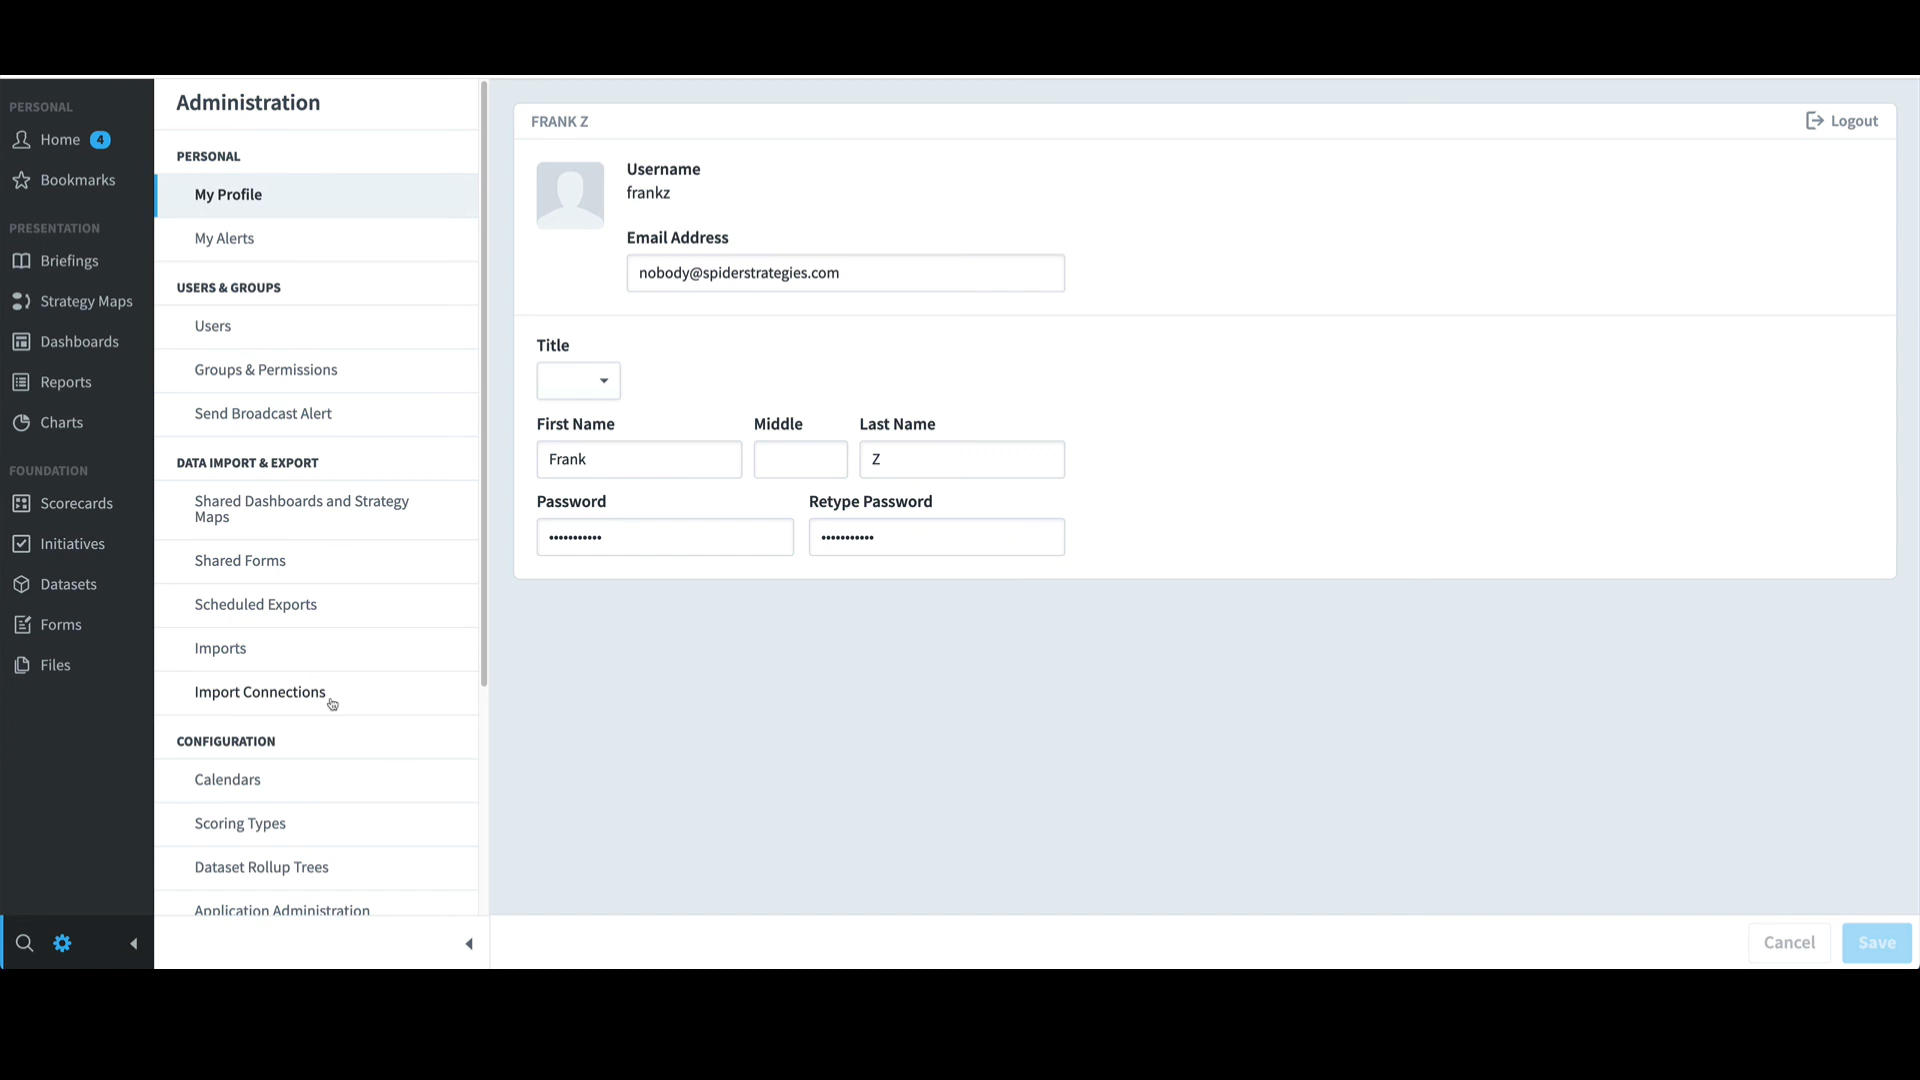 PERSONAL
Home 4
Bookmarks
PRESENTATION
Briefings
Strategy Maps
Dashboards
Reports
Charts
FOUNDATION
Scorecards
Initiatives
Datasets
Forms
Files
Administration
PERSONAL
My Profile
My Alerts
USERS & GROUPS
Users
Groups & Permissions
Send Broadcast Alert
DATA IMPORT & EXPORT
Shared Dashboards and Strategy
Maps
Shared Forms
Scheduled Exports
Imports
Import Connections
CONFIGURATION
Calendars
Scoring Types
Dataset Rollup Trees
Application Administration
FRANK Z
Logout
Username
frankz
Email Address
nobody@spiderstrategies.com
Title
First Name Middle Last Name
Frank Z
Password Retype Password
••••••••••• •••••••••••
Cancel Save